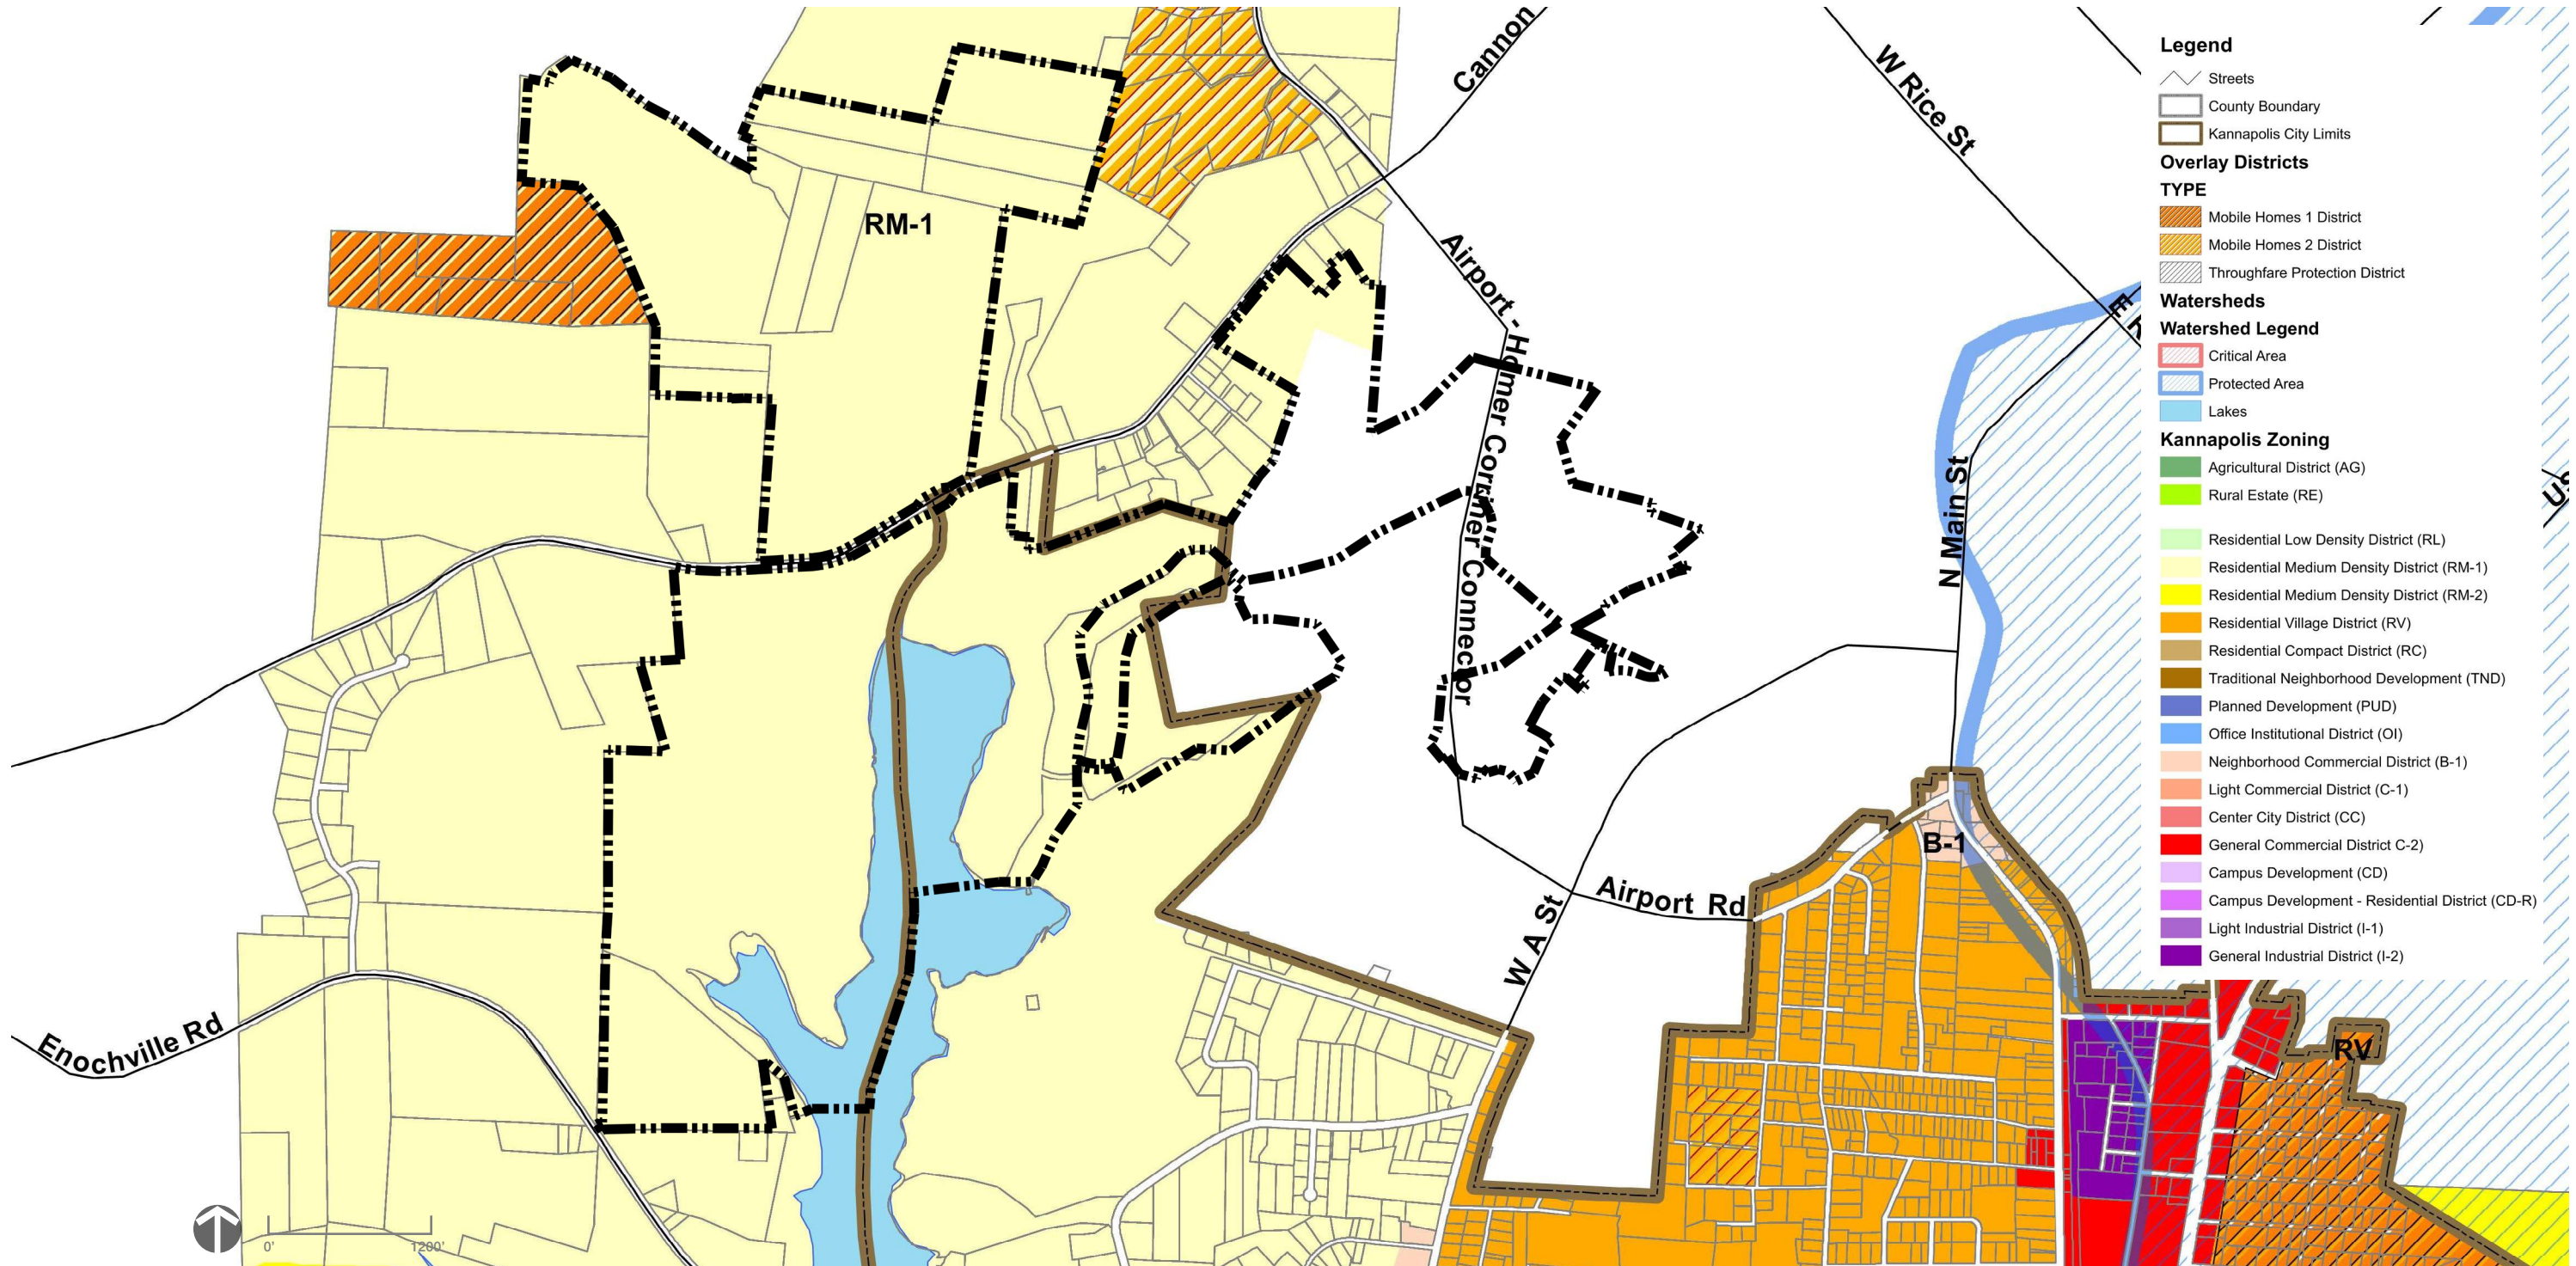 Cannon
W Rice St
RM-1
Airport -
Homer Corriher Connector
N Main St
B-1
Airport Rd
W A St
Enochville Rd
RV
0'
1200'
Legend
Streets
County Boundary
Kannapolis City Limits
Overlay Districts
TYPE
Mobile Homes 1 District
Mobile Homes 2 District
Throughfare Protection District
Watersheds
Watershed Legend
Critical Area
Protected Area
Lakes
Kannapolis Zoning
Agricultural District (AG)
Rural Estate (RE)
Residential Low Density District (RL)
Residential Medium Density District (RM-1)
Residential Medium Density District (RM-2)
Residential Village District (RV)
Residential Compact District (RC)
Traditional Neighborhood Development (TND)
Planned Development (PUD)
Office Institutional District (OI)
Neighborhood Commercial District (B-1)
Light Commercial District (C-1)
Center City District (CC)
General Commercial District C-2)
Campus Development (CD)
Campus Development - Residential District (CD-R)
Light Industrial District (I-1)
General Industrial District (I-2)